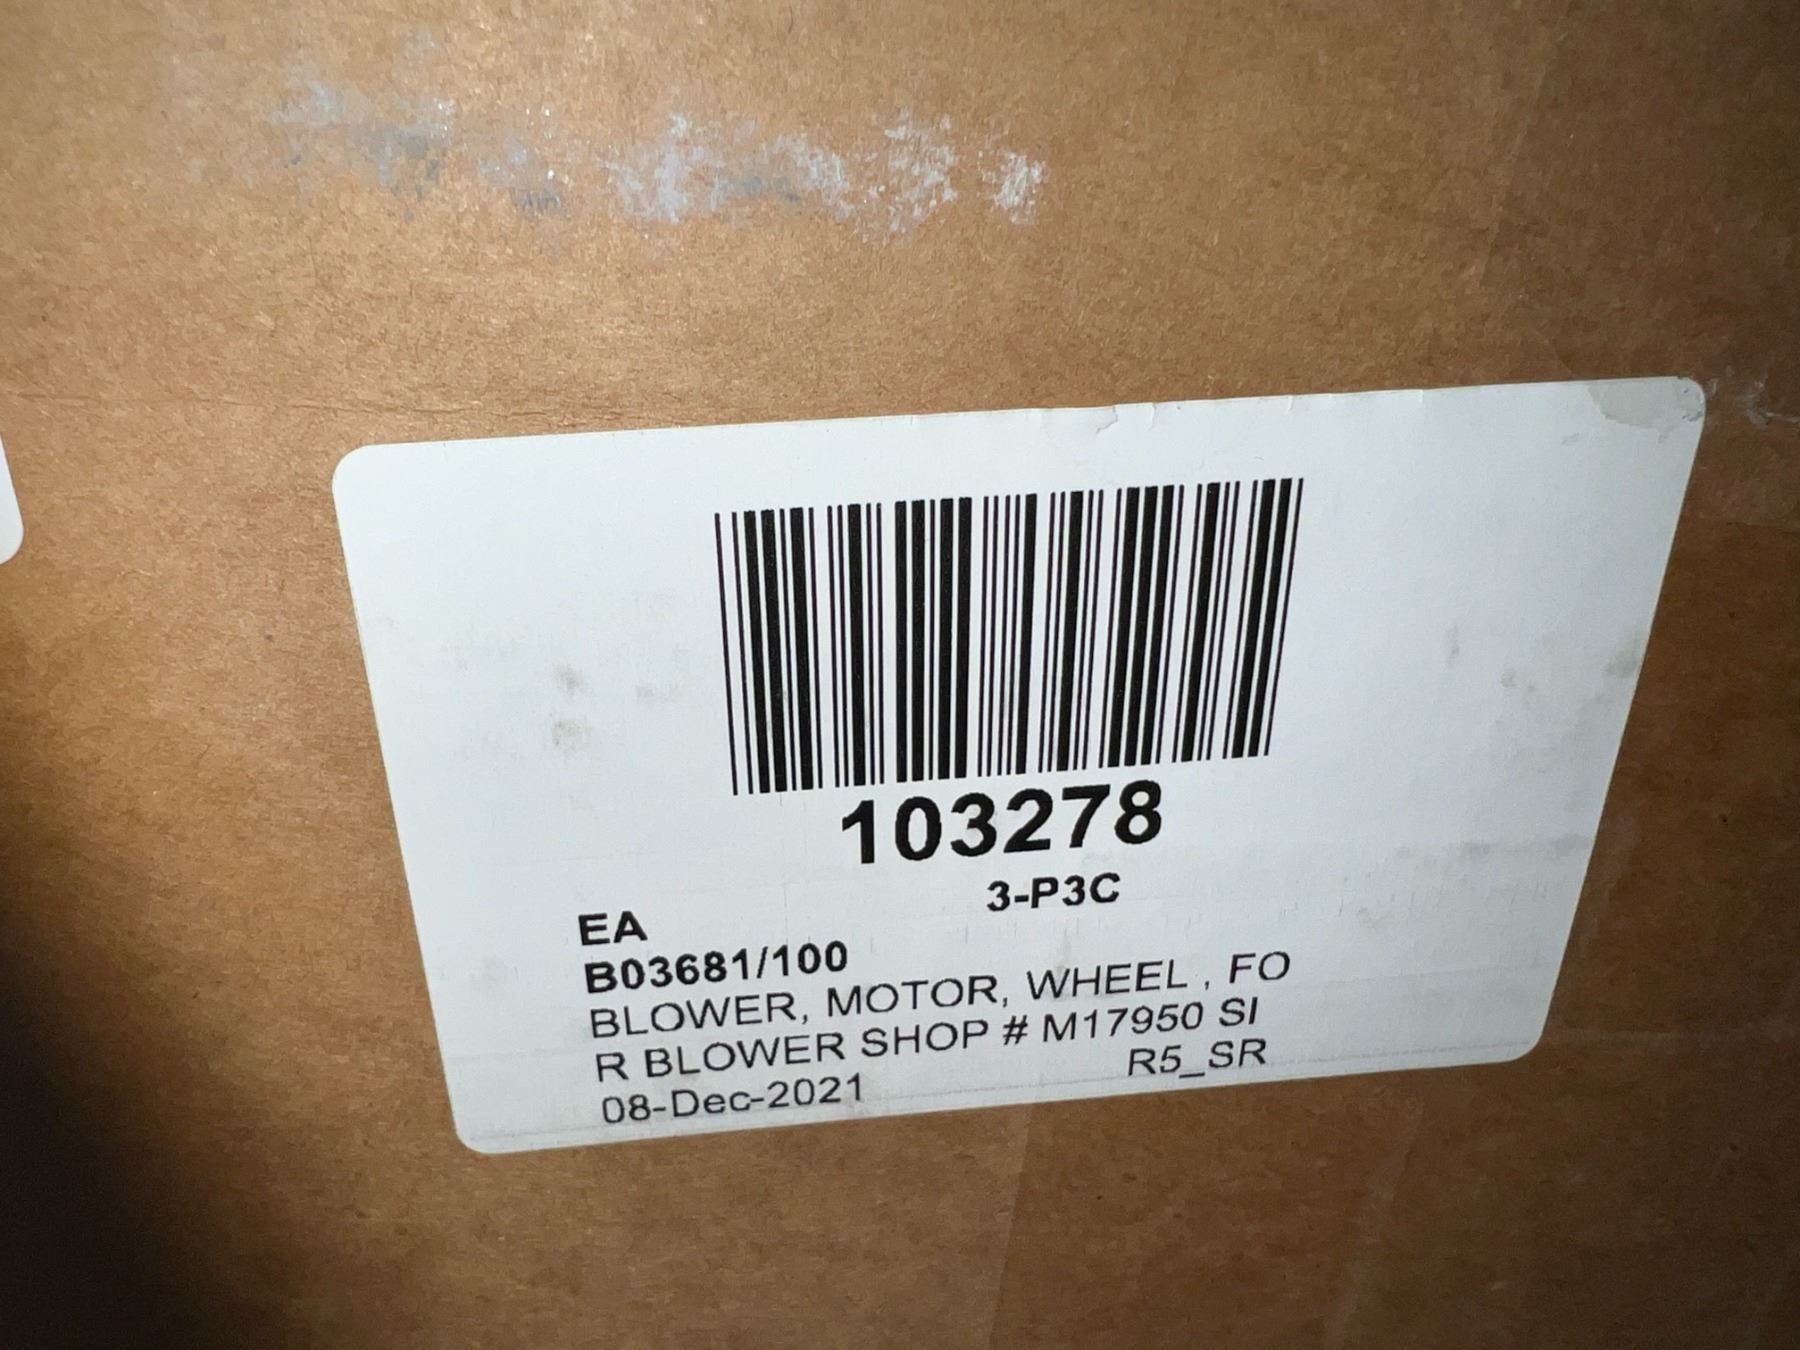 103278
3-P3C
EA
B03681/100
BLOWER, MOTOR, WHEEL , FO
R BLOWER SHOP # M17950 SI
08-Dec-2021 R5_SR